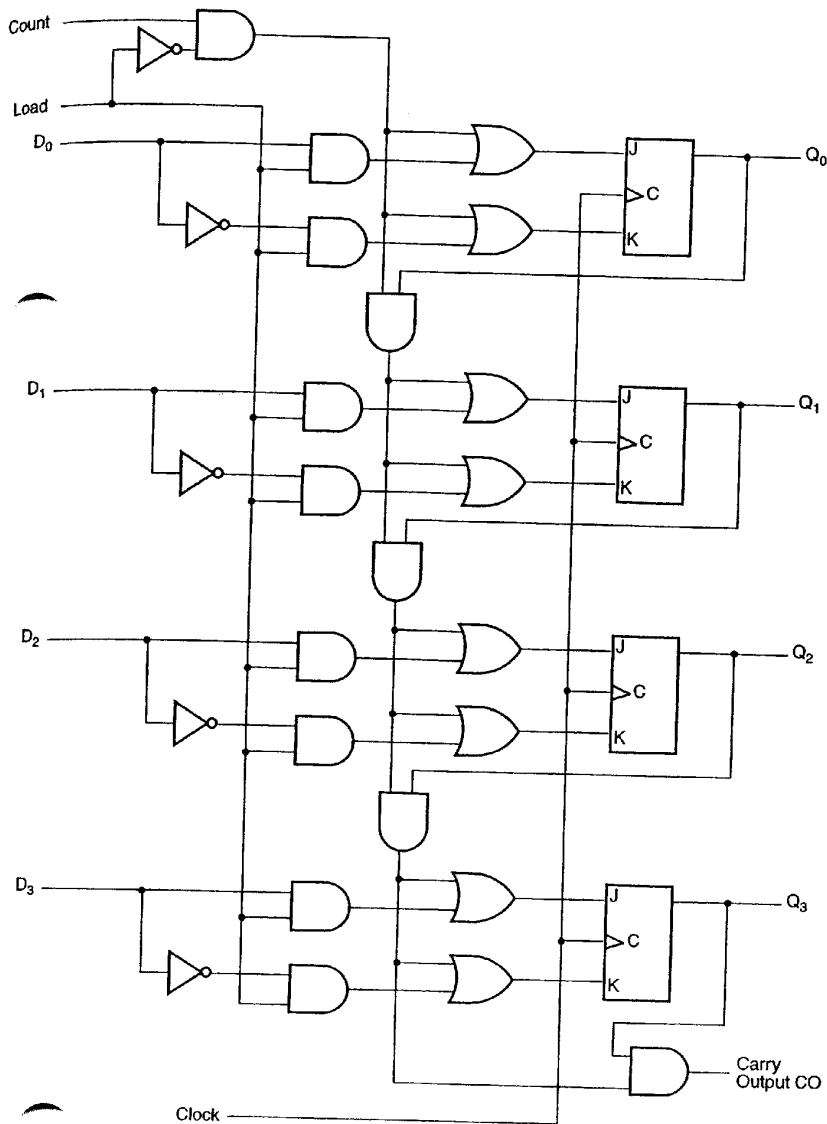 Count
Load
D₀
J
C
K
Q₀
D₁
J
C
K
Q₁
D₂
J
C
K
Q₂
D₃
J
C
K
Q₃
Carry
Output CO
Clock